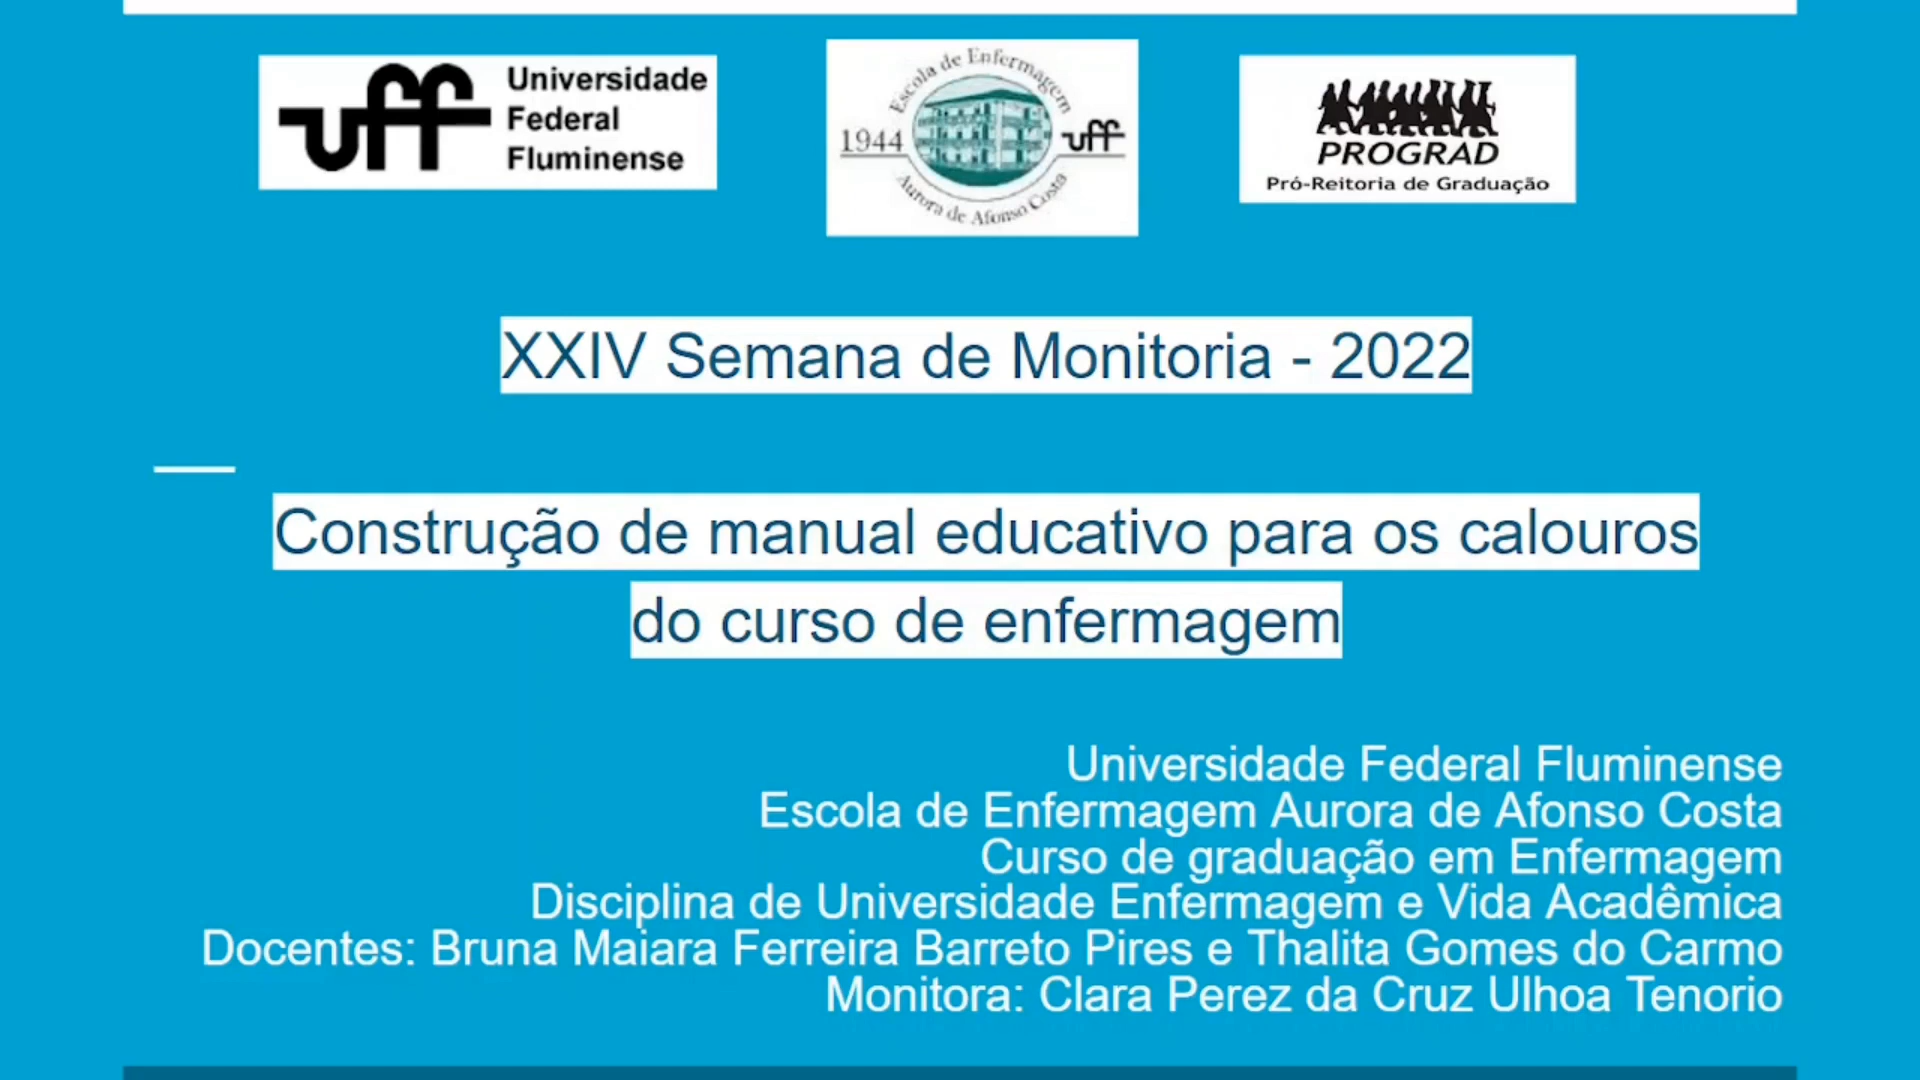 uff
Universidade
Federal
Fluminense
Escola de Enfermagem
1944
uff
Aurora de Afonso Costa
PROGRAD
Pró-Reitoria de Graduação
XXIV Semana de Monitoria - 2022
Construção de manual educativo para os calouros
do curso de enfermagem
Universidade Federal Fluminense
Escola de Enfermagem Aurora de Afonso Costa
Curso de graduação em Enfermagem
Disciplina de Universidade Enfermagem e Vida Acadêmica
Docentes: Bruna Maiara Ferreira Barreto Pires e Thalita Gomes do Carmo
Monitora: Clara Perez da Cruz Ulhoa Tenorio